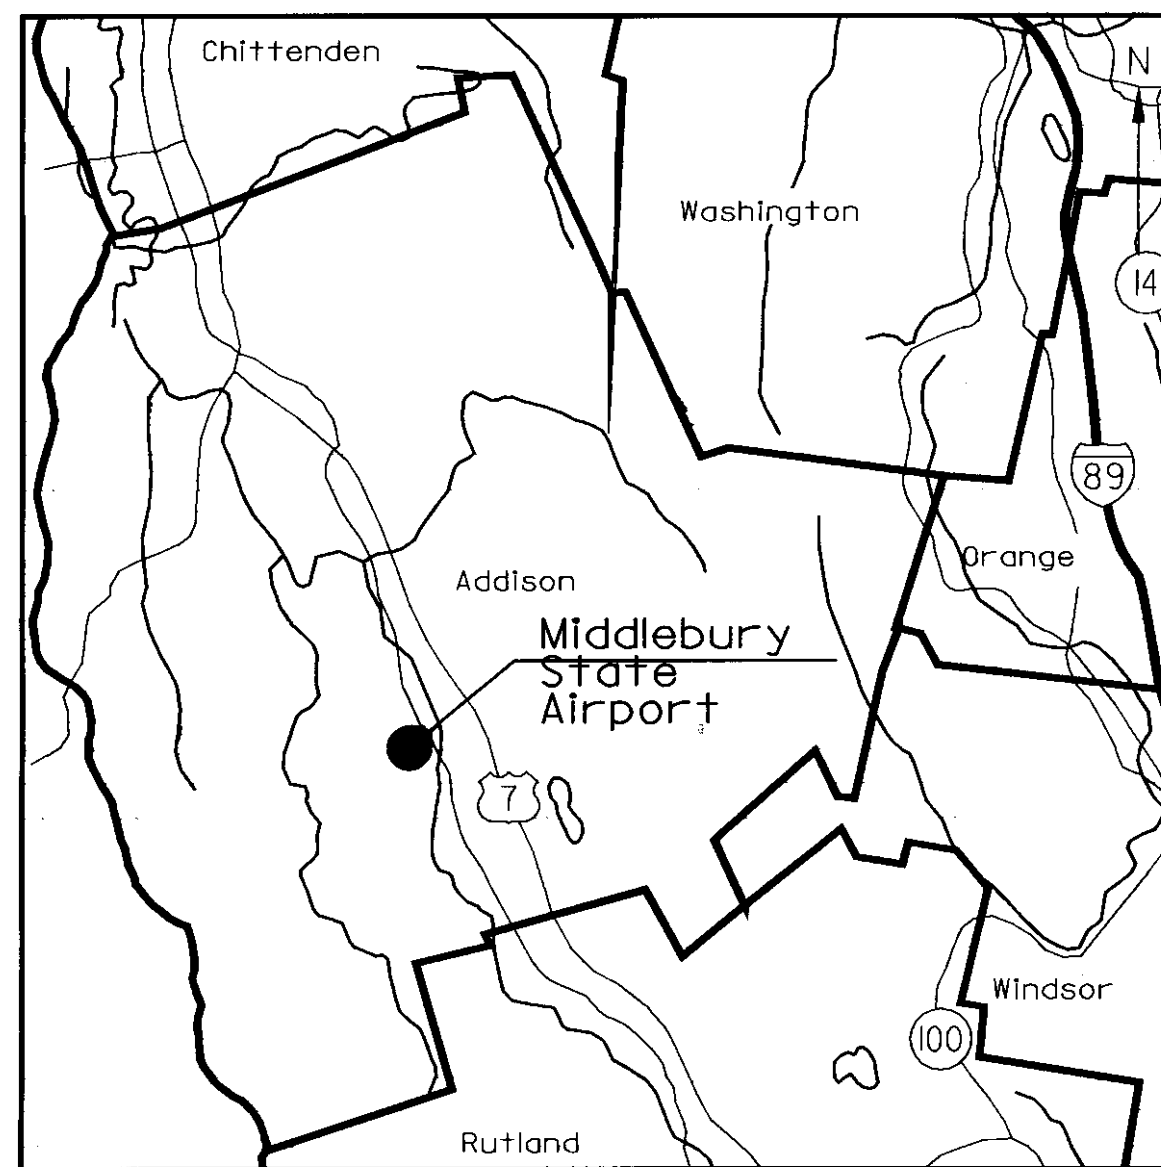 Chittenden
N
Washington
14
89
Orange
Addison
Middlebury
State
Airport
7
Windsor
100
Rutland